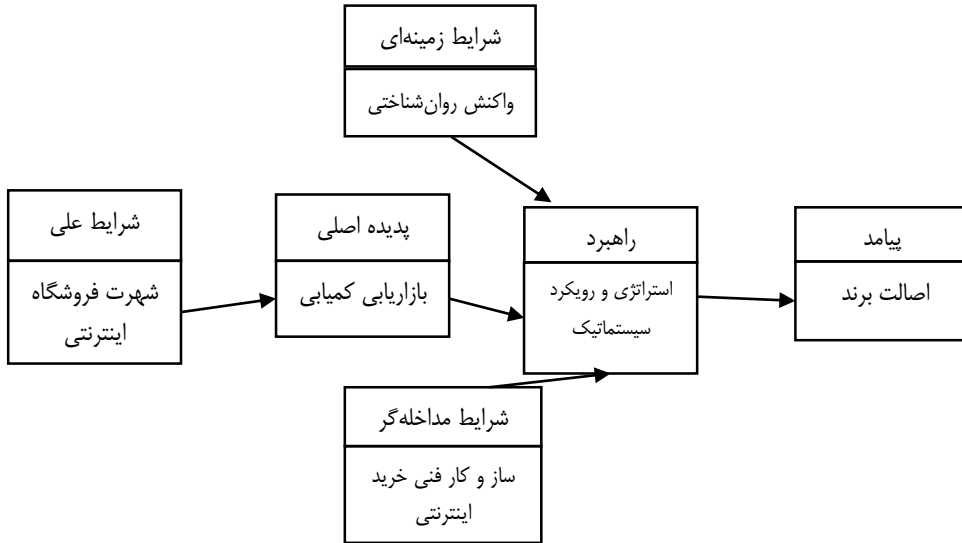 شرایط زمینه‌ای
واکنش روان‌شناختی
شرایط علی
شهرت فروشگاه
اینترنتی
پدیده اصلی
بازاریابی کمیابی
راهبرد
استراتژی و رویکرد
سیستماتیک
پیامد
اصالت برند
شرایط مداخله‌گر
ساز و کار فنی خرید
اینترنتی